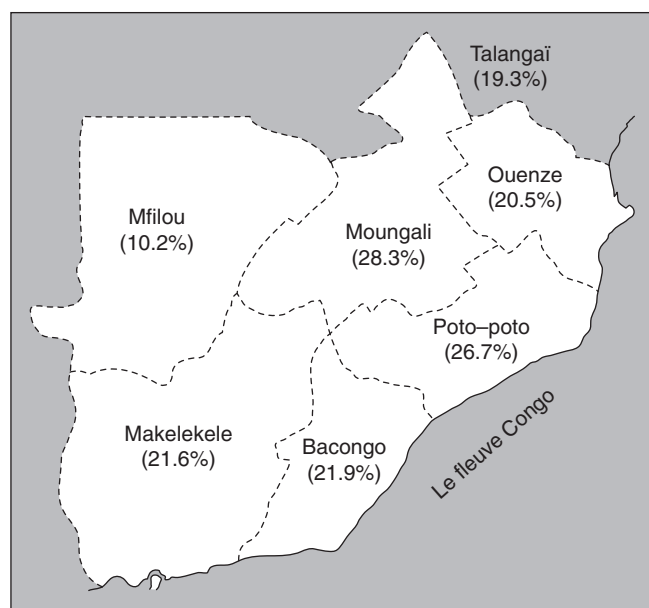 Talangaï
(19.3%)
Ouenze
(20.5%)
Mfilou
(10.2%)
Moungali
(28.3%)
Poto–poto
(26.7%)
Makelekele
(21.6%)
Bacongo
(21.9%)
Le fleuve Congo